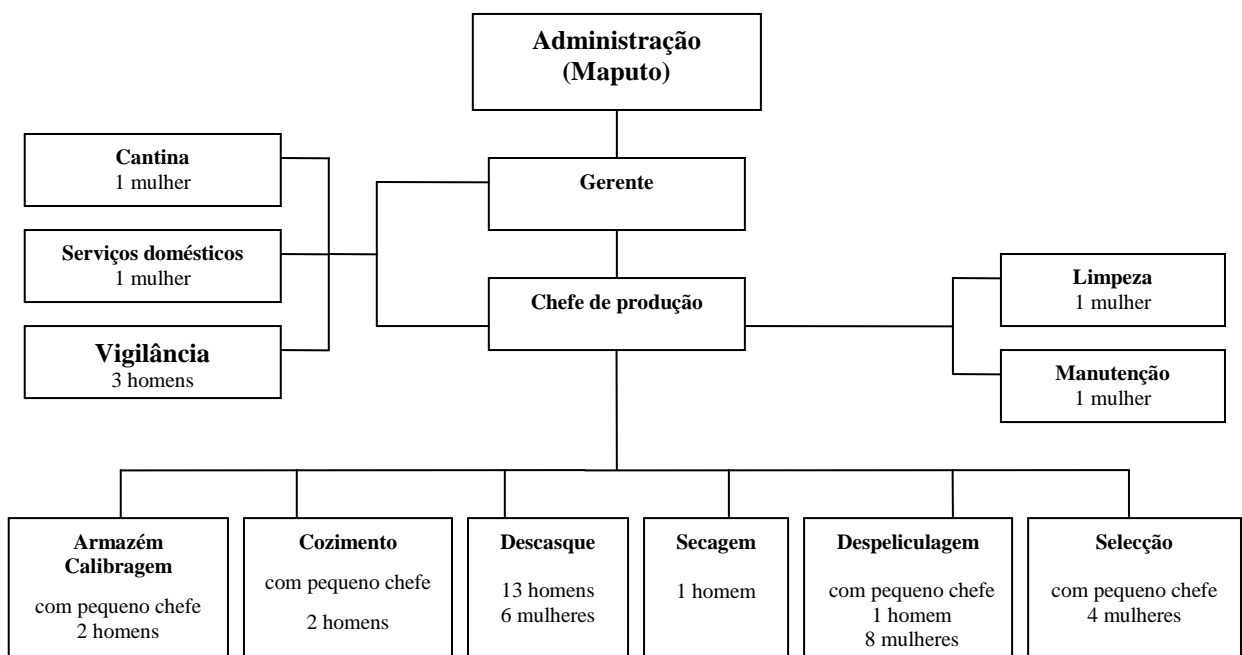 Administração
(Maputo)
Cantina
1 mulher
Gerente
Serviços domésticos
1 mulher
Limpeza
1 mulher
Chefe de produção
Vigilância
3 homens
Manutenção
1 mulher
Armazém
Calibragem
com pequeno chefe
2 homens
Cozimento
com pequeno chefe
2 homens
Descasque
13 homens
6 mulheres
Secagem
1 homem
Despeliculagem
com pequeno chefe
1 homem
8 mulheres
Selecção
com pequeno chefe
4 mulheres